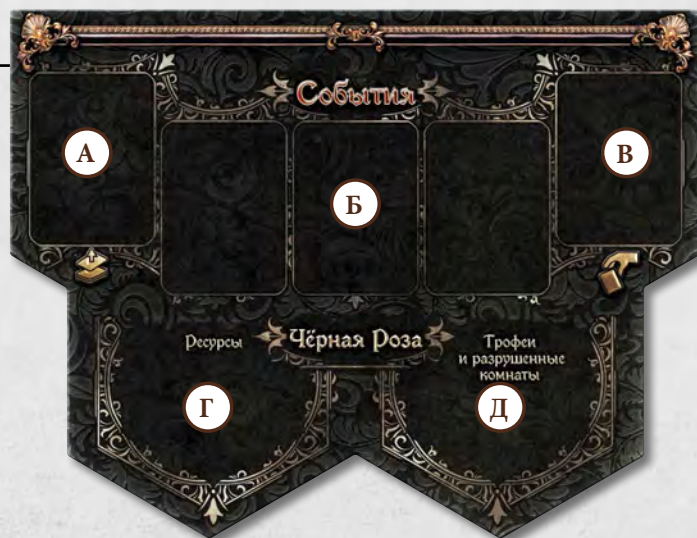 События
А
В
Б
Ресурсы
Чёрная Роза
Трофеи
и разрушенные
комнаты
Г
Д